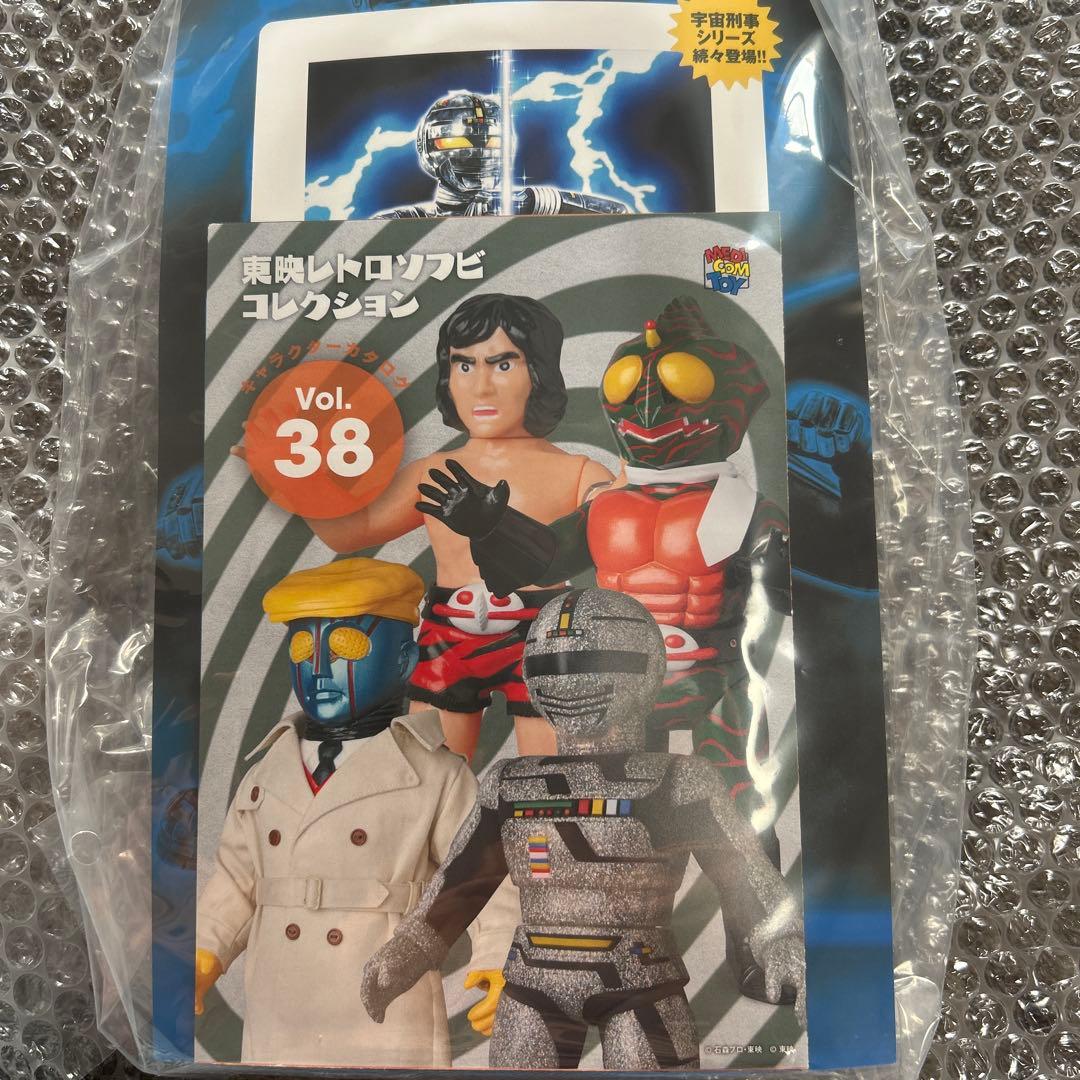 宇宙刑事
シリーズ
続々登場!!
東映レトロソフビ
コレクション
MEDI
COM
TOY
キャラクターカタログ
Vol.
38
©石森プロ・東映 ©東映